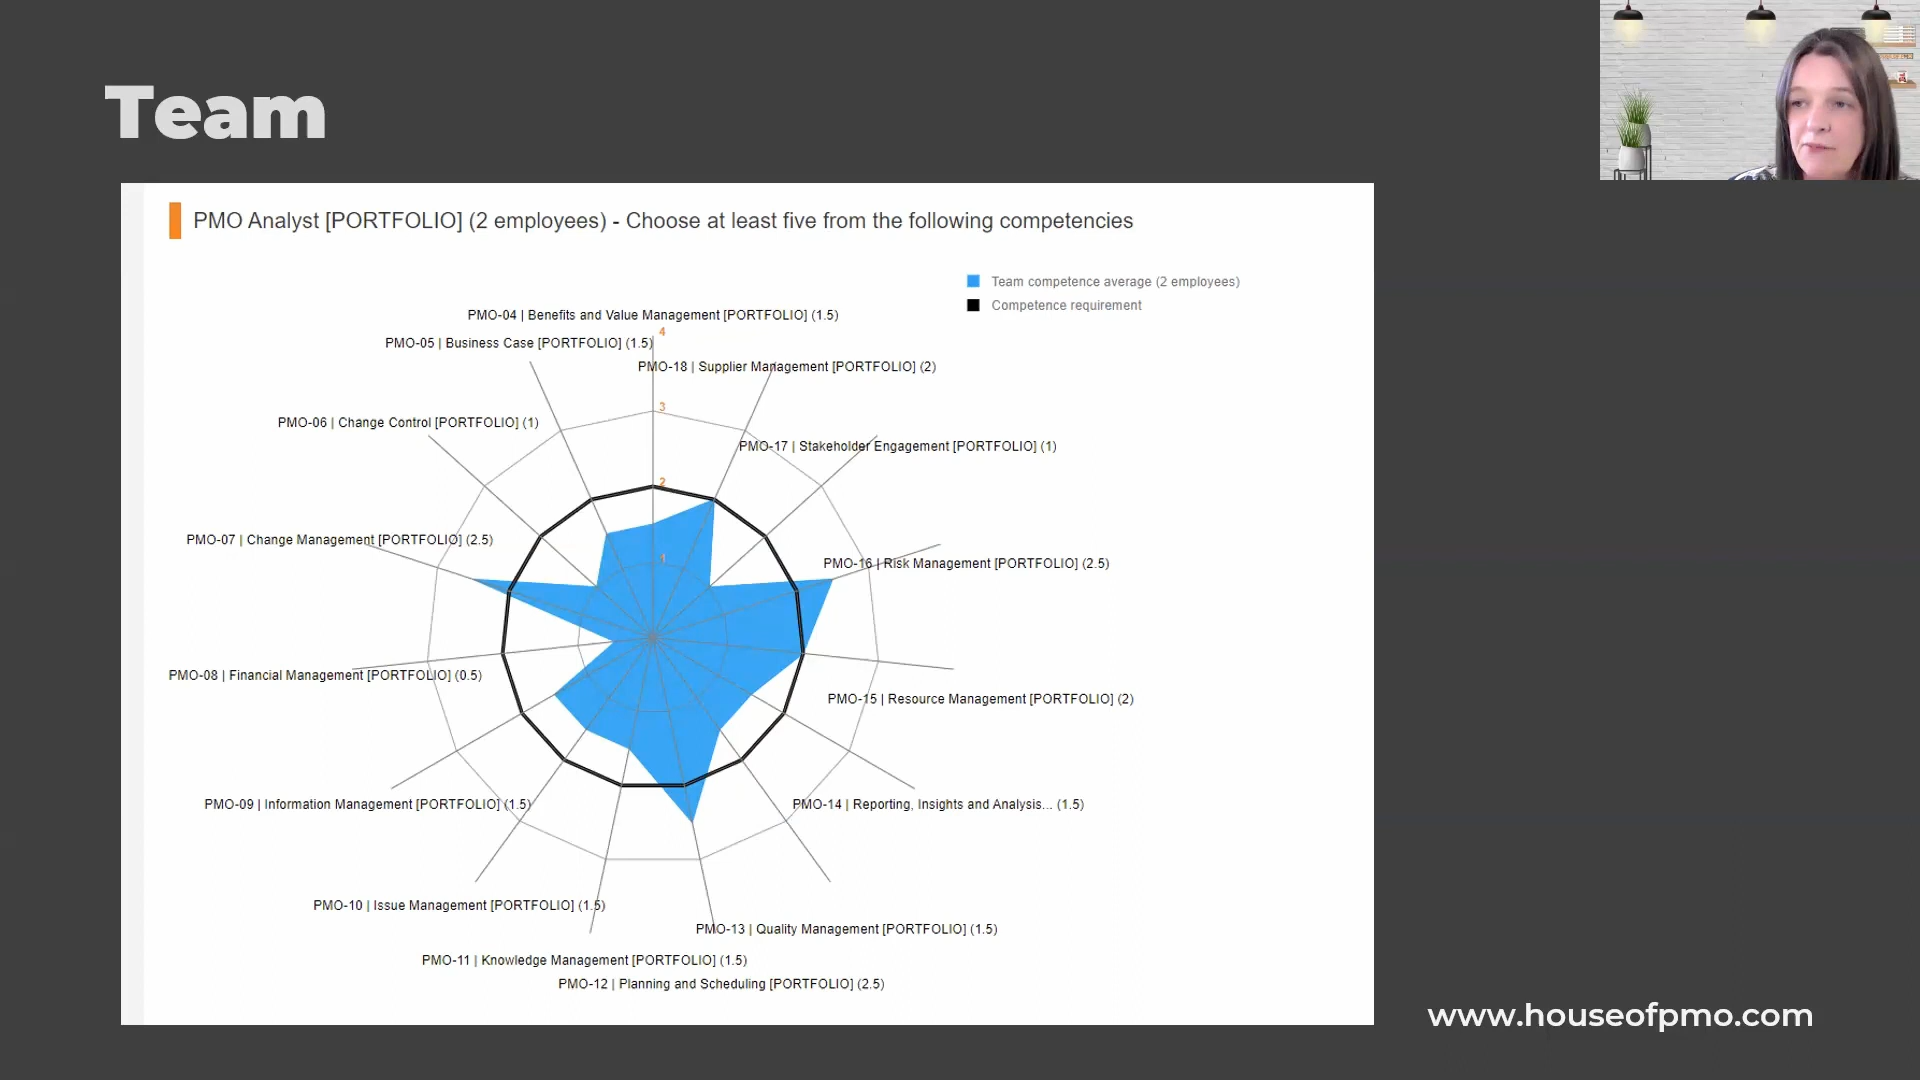 Team
PMO Analyst [PORTFOLIO] (2 employees) - Choose at least five from the following competencies
Team competence average (2 employees)
Competence requirement
PMO-04 | Benefits and Value Management [PORTFOLIO] (1.5)
4
PMO-05 | Business Case [PORTFOLIO] (1.5)
PMO-18 | Supplier Management [PORTFOLIO] (2)
3
PMO-06 | Change Control [PORTFOLIO] (1)
PMO-17 | Stakeholder Engagement [PORTFOLIO] (1)
2
PMO-07 | Change Management [PORTFOLIO] (2.5)
1
PMO-16 | Risk Management [PORTFOLIO] (2.5)
PMO-08 | Financial Management [PORTFOLIO] (0.5)
PMO-15 | Resource Management [PORTFOLIO] (2)
PMO-09 | Information Management [PORTFOLIO] (1.5)
PMO-14 | Reporting, Insights and Analysis... (1.5)
PMO-10 | Issue Management [PORTFOLIO] (1.5)
PMO-13 | Quality Management [PORTFOLIO] (1.5)
PMO-11 | Knowledge Management [PORTFOLIO] (1.5)
PMO-12 | Planning and Scheduling [PORTFOLIO] (2.5)
www.houseofpmo.com